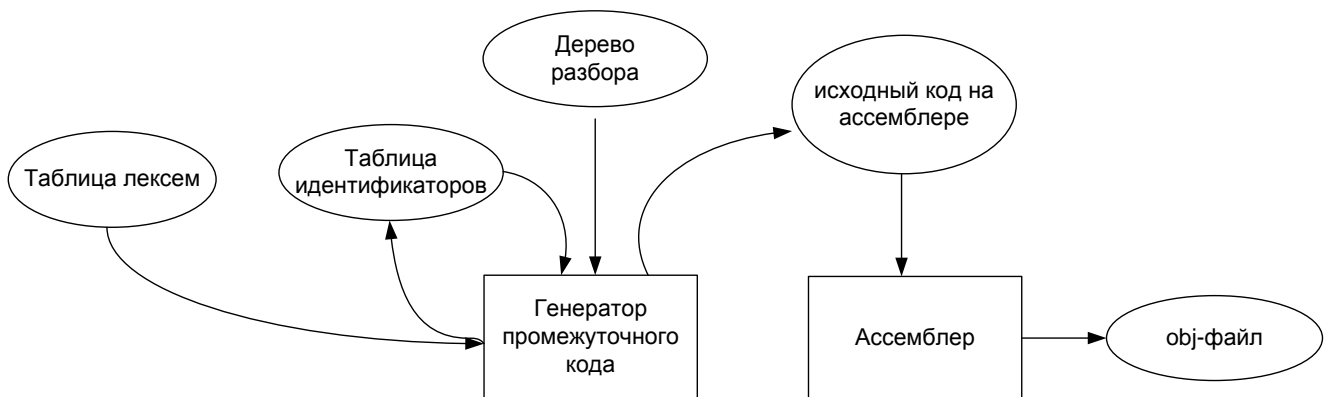 Дерево
разбора
исходный код на
ассемблере
Таблица лексем
Таблица
идентификаторов
Генератор
промежуточного
кода
Ассемблер
obj-файл